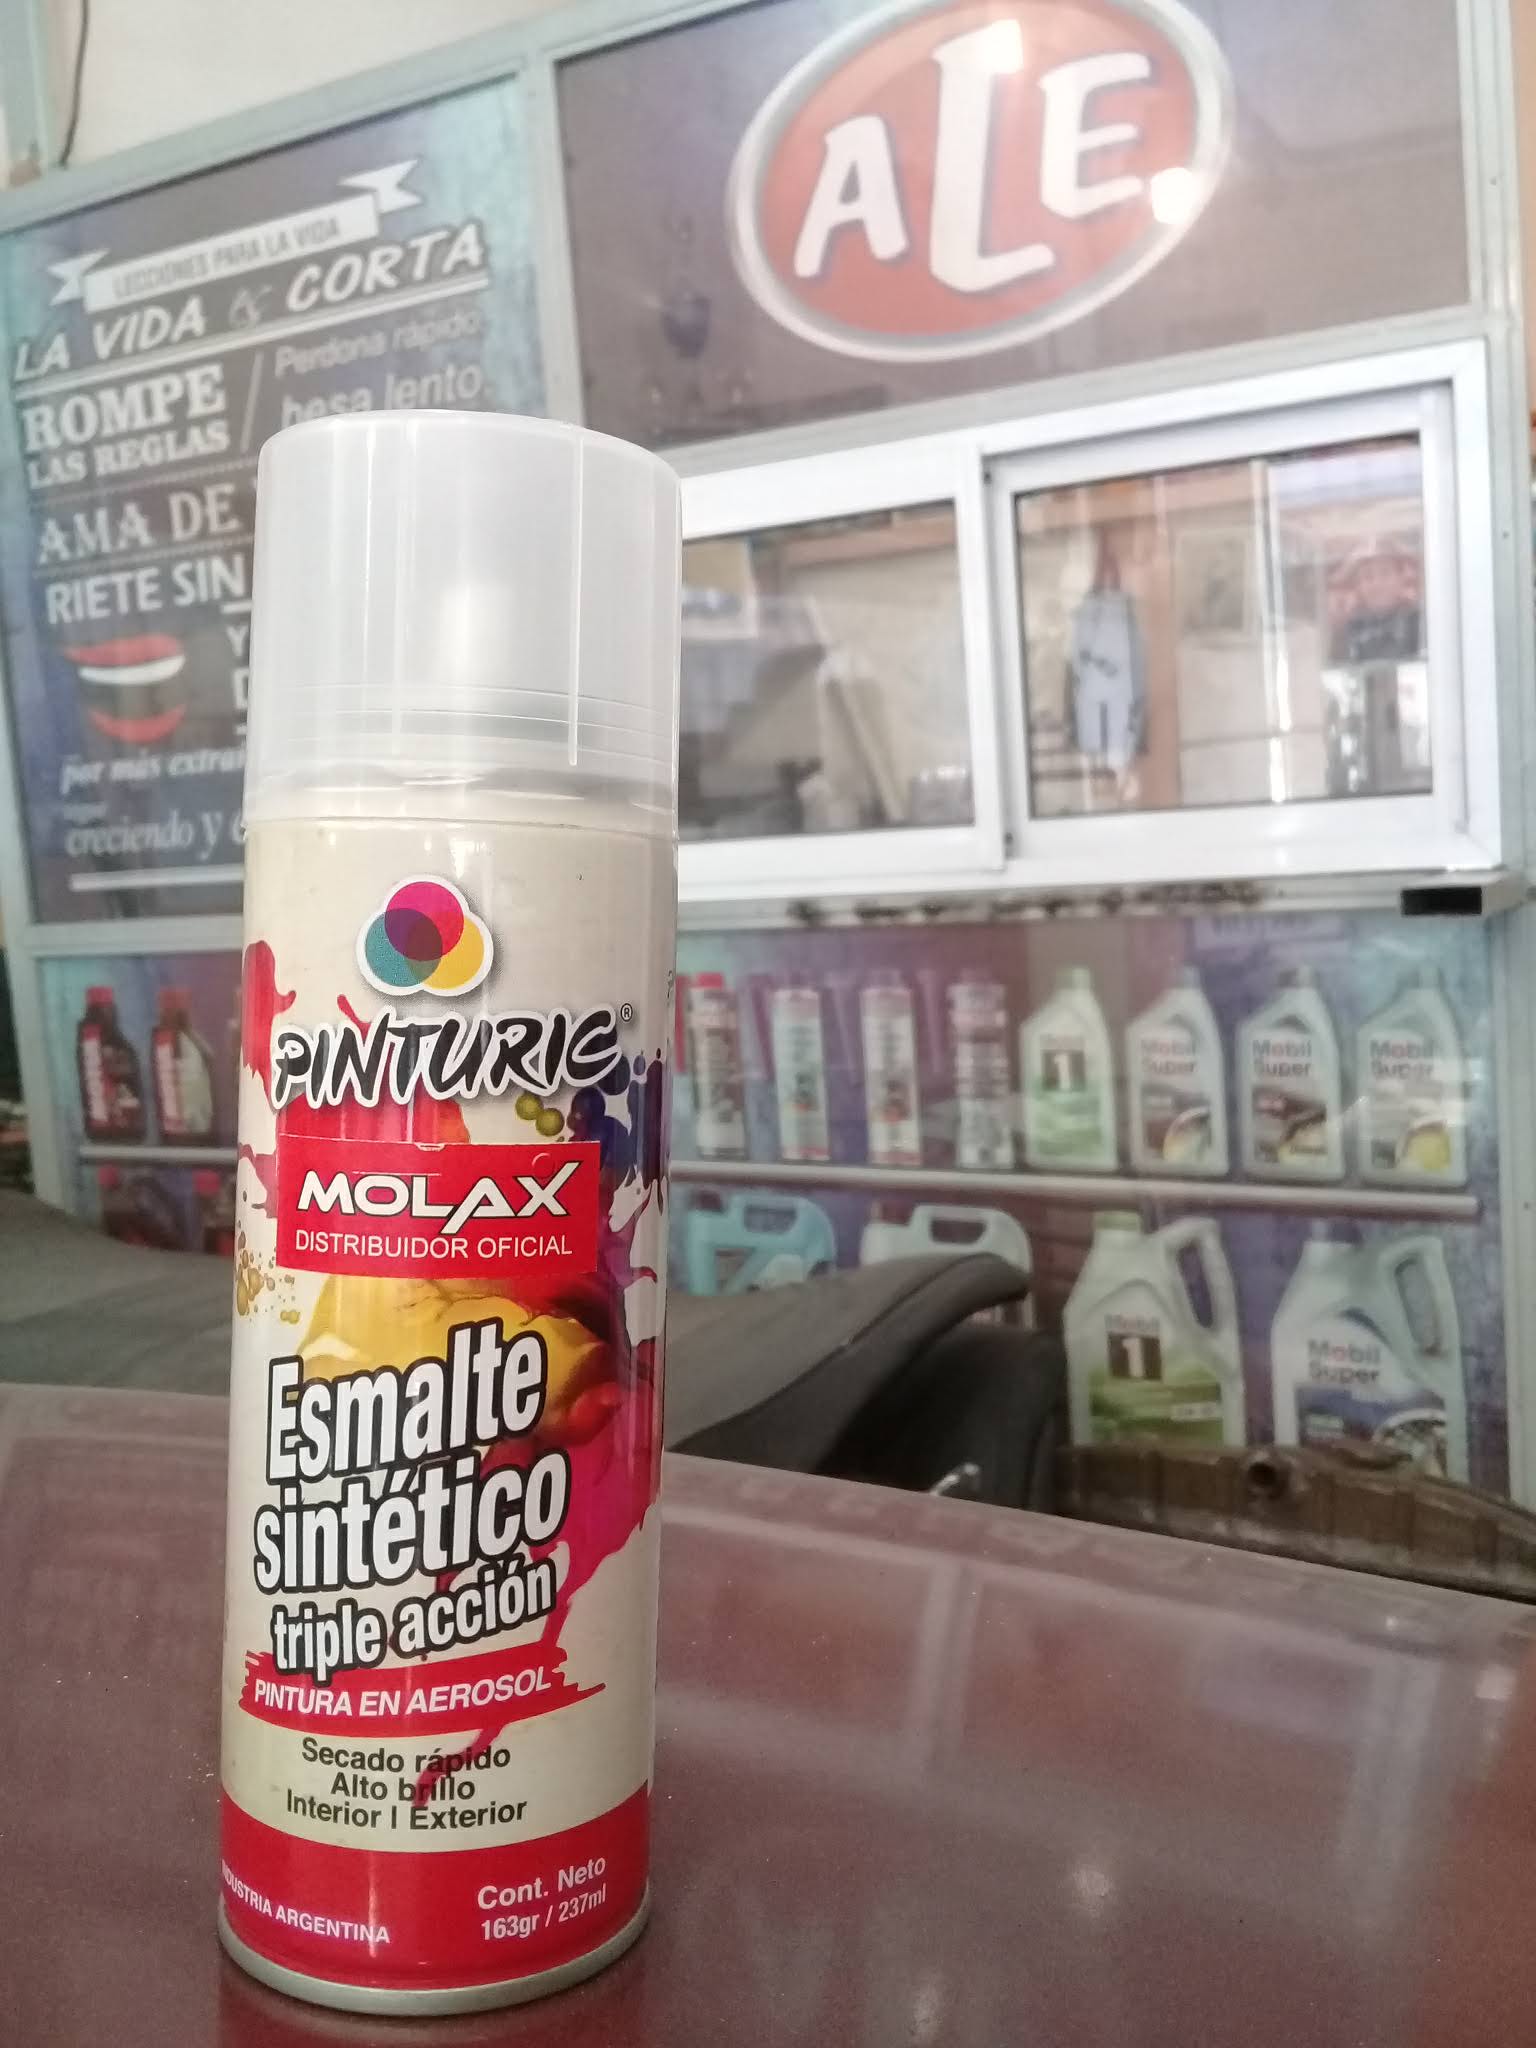 ALE
LECCIONES PARA LA VIDA
LA VIDA es CORTA
ROMPE
LAS REGLAS
Perdona rápido
besa lento.
AMA DE
RIETE SIN
Y
D
por más extrañ
creciendo y
PINTURIC®
MOLAX
DISTRIBUIDOR OFICIAL
Esmalte
sintético
triple acción
PINTURA EN AEROSOL
Secado rápido
Alto brillo
Interior | Exterior
INDUSTRIA ARGENTINA
Cont. Neto
163gr / 237ml
1
Mobil
Super
Mobil
Super
Mobil
Super
Mobil
1
Mobil
Super